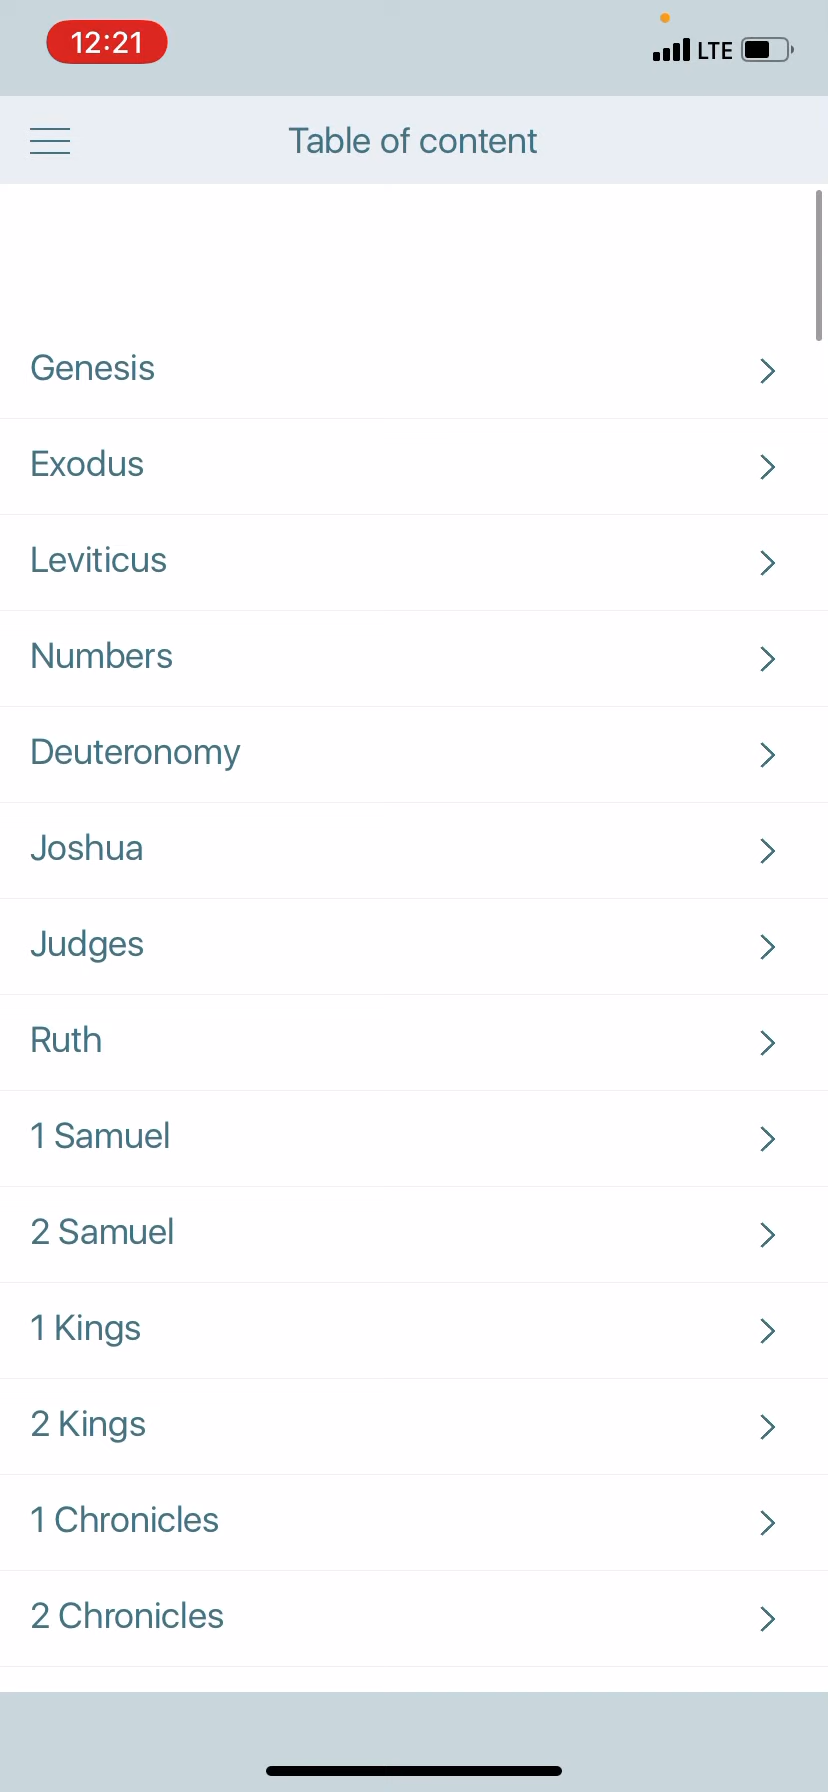 12:21
LTE
Table of content
Genesis
Exodus
Leviticus
Numbers
Deuteronomy
Joshua
Judges
Ruth
1 Samuel
2 Samuel
1 Kings
2 Kings
1 Chronicles
2 Chronicles